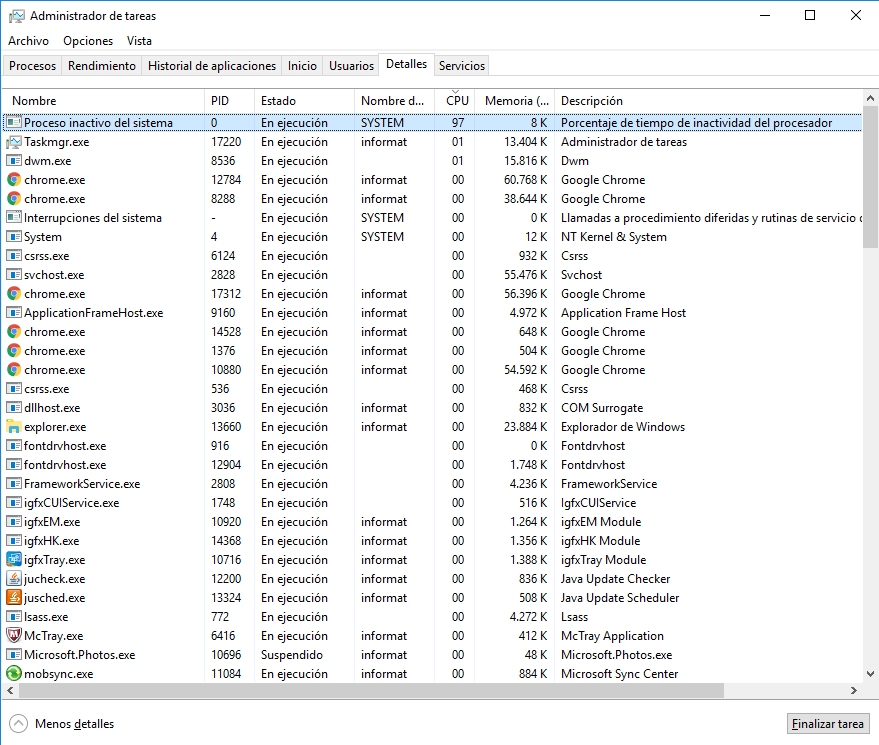 Administrador de tareas
Archivo Opciones Vista
Procesos Rendimiento Historial de aplicaciones Inicio Usuarios Detalles Servicios
Nombre PID Estado Nombre d... CPU Memoria (... Descripción
Proceso inactivo del sistema 0 En ejecución SYSTEM 97 8 K Porcentaje de tiempo de inactividad del procesador
Taskmgr.exe 17220 En ejecución informat 01 13.404 K Administrador de tareas
dwm.exe 8536 En ejecución 01 15.816 K Dwm
chrome.exe 12784 En ejecución informat 00 60.768 K Google Chrome
chrome.exe 8288 En ejecución informat 00 38.644 K Google Chrome
Interrupciones del sistema - En ejecución SYSTEM 00 0 K Llamadas a procedimiento diferidas y rutinas de servicio
System 4 En ejecución SYSTEM 00 12 K NT Kernel & System
csrss.exe 6124 En ejecución 00 932 K Csrss
svchost.exe 2828 En ejecución 00 55.476 K Svchost
chrome.exe 17312 En ejecución informat 00 56.396 K Google Chrome
ApplicationFrameHost.exe 9160 En ejecución informat 00 4.972 K Application Frame Host
chrome.exe 14528 En ejecución informat 00 648 K Google Chrome
chrome.exe 1376 En ejecución informat 00 504 K Google Chrome
chrome.exe 10880 En ejecución informat 00 54.592 K Google Chrome
csrss.exe 536 En ejecución 00 468 K Csrss
dllhost.exe 3036 En ejecución informat 00 832 K COM Surrogate
explorer.exe 13660 En ejecución informat 00 23.884 K Explorador de Windows
fontdrvhost.exe 916 En ejecución 00 0 K Fontdrvhost
fontdrvhost.exe 12904 En ejecución 00 1.748 K Fontdrvhost
FrameworkService.exe 2808 En ejecución 00 4.236 K FrameworkService
igfxCUIService.exe 1748 En ejecución 00 516 K IgfxCUIService
igfxEM.exe 10920 En ejecución informat 00 1.264 K igfxEM Module
igfxHK.exe 14368 En ejecución informat 00 1.356 K igfxHK Module
igfxTray.exe 10716 En ejecución informat 00 1.388 K igfxTray Module
jucheck.exe 12200 En ejecución informat 00 836 K Java Update Checker
jusched.exe 13324 En ejecución informat 00 508 K Java Update Scheduler
lsass.exe 772 En ejecución 00 4.272 K Lsass
McTray.exe 6416 En ejecución informat 00 412 K McTray Application
Microsoft.Photos.exe 10696 Suspendido informat 00 48 K Microsoft.Photos.exe
mobsync.exe 11084 En ejecución informat 00 884 K Microsoft Sync Center
Menos detalles
Finalizar tarea